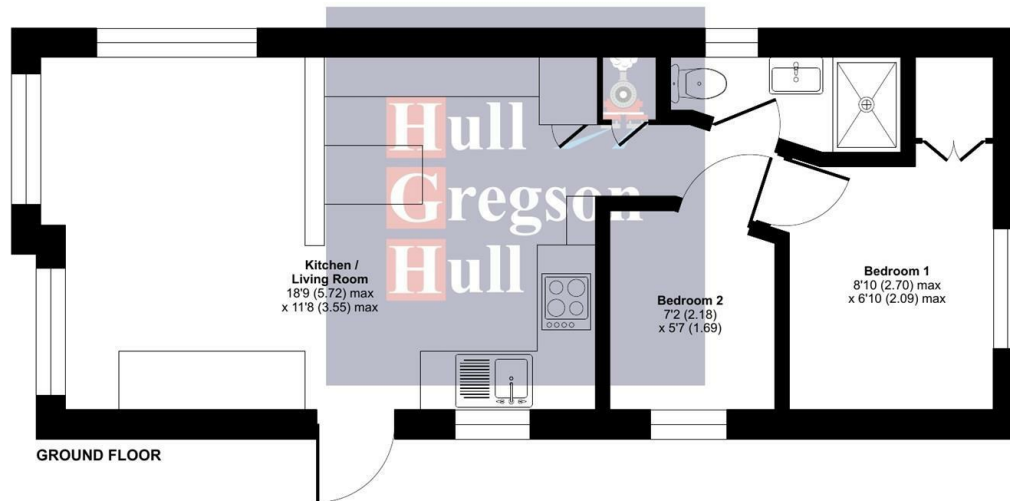 Hull
Gregson
Hull
Kitchen /
Living Room
18'9 (5.72) max
x 11'8 (3.55) max
Bedroom 2
7'2 (2.18)
x 5'7 (1.69)
Bedroom 1
8'10 (2.70) max
x 6'10 (2.09) max
GROUND FLOOR